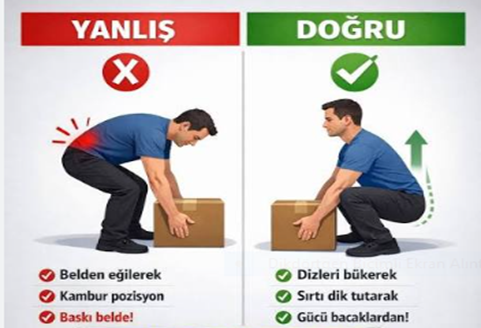 YANLIŞ
DOĞRU
Belden eğilerek
Kambur pozisyon
Baskı belde!
Dizleri bükerek
Sırtı dik tutarak
Gücü bacaklardan!